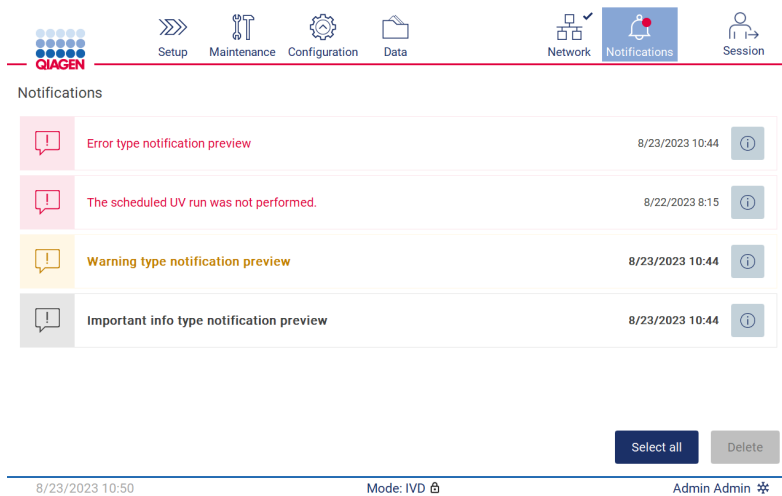 QIAGEN
Setup Maintenance Configuration Data Network Notifications Session
Notifications
Error type notification preview 8/23/2023 10:44
The scheduled UV run was not performed. 8/22/2023 8:15
Warning type notification preview 8/23/2023 10:44
Important info type notification preview 8/23/2023 10:44
Select all Delete
8/23/2023 10:50 Mode: IVD Admin Admin